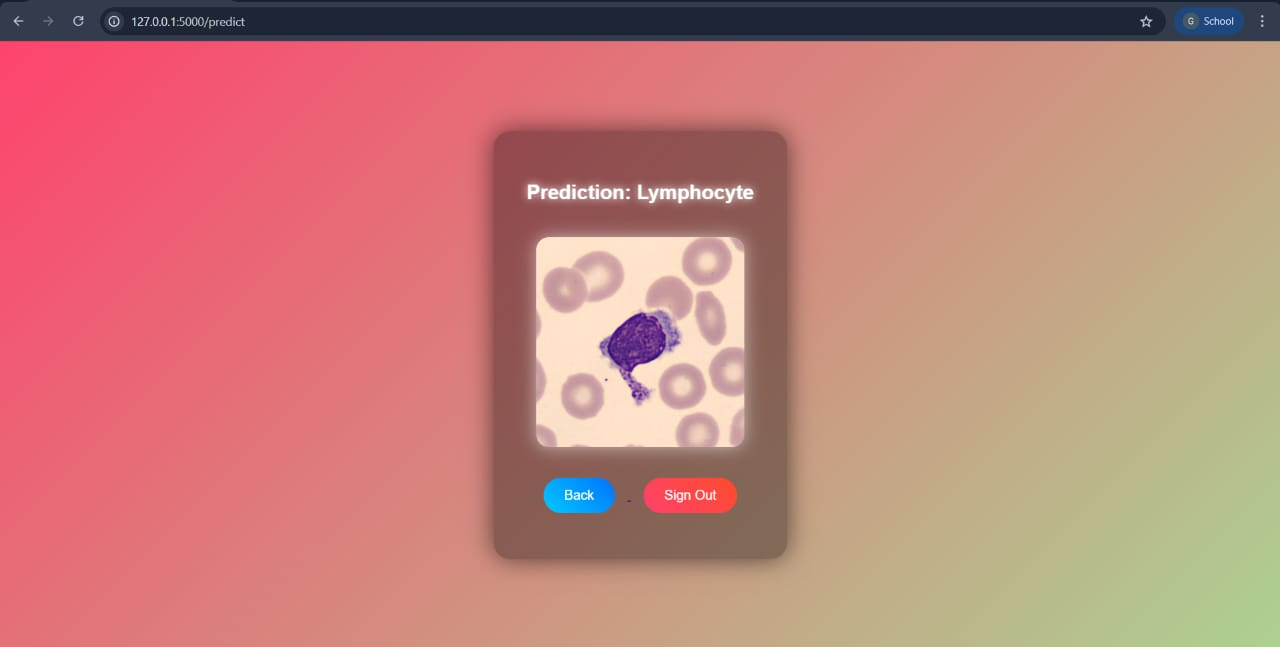 127.0.0.1:5000/predict
G School
Prediction: Lymphocyte
Back
Sign Out